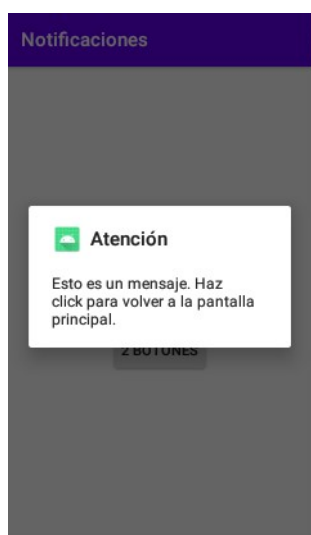 Notificaciones
Atención
Esto es un mensaje. Haz
click para volver a la pantalla
principal.
2 BOTONES